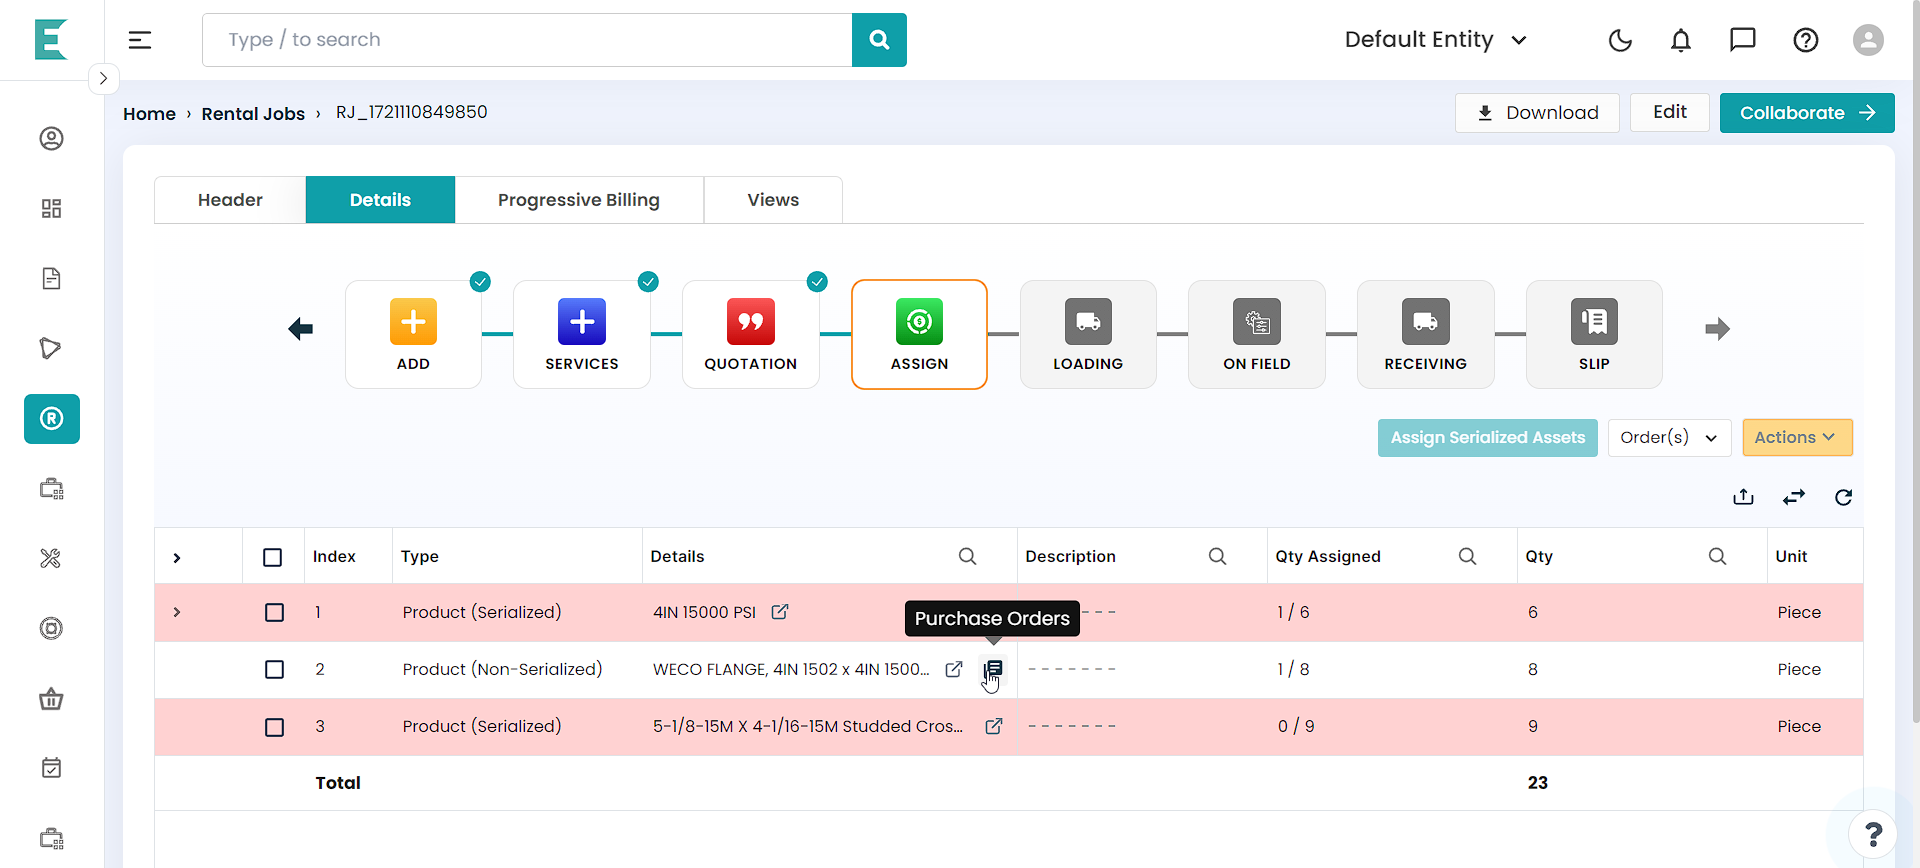 E
Type / to search
Default Entity
Home › Rental Jobs › RJ_1721110849850
Download
Edit
Collaborate
Header
Details
Progressive Billing
Views
ADD
SERVICES
QUOTATION
ASSIGN
LOADING
ON FIELD
RECEIVING
SLIP
Assign Serialized Assets
Order(s)
Actions
Index Type Details Description Qty Assigned Qty Unit
1 Product (Serialized) 4IN 15000 PSI - - - 1 / 6 6 Piece
Purchase Orders
2 Product (Non-Serialized) WECO FLANGE, 4IN 1502 x 4IN 1500... - - - - - - - 1 / 8 8 Piece
3 Product (Serialized) 5-1/8-15M X 4-1/16-15M Studded Cros... - - - - - - - 0 / 9 9 Piece
Total 23
?